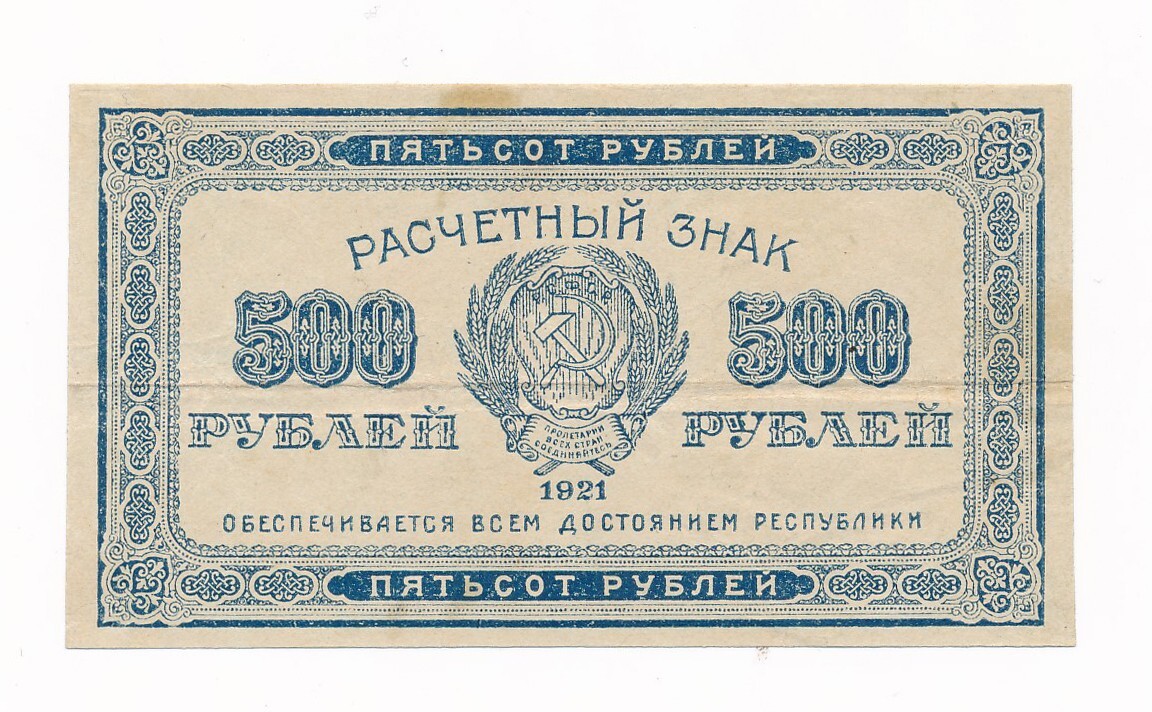 ПЯТЬСОТ РУБЛЕЙ
РАСЧЕТНЫЙ ЗНАК
РСФСР
500 500
РУБЛЕЙ РУБЛЕЙ
ПРОЛЕТАРИИ
ВСЕХ СТРАН
СОЕДИНЯЙТЕСЬ
1921
ОБЕСПЕЧИВАЕТСЯ ВСЕМ ДОСТОЯНИЕМ РЕСПУБЛИКИ
ПЯТЬСОТ РУБЛЕЙ